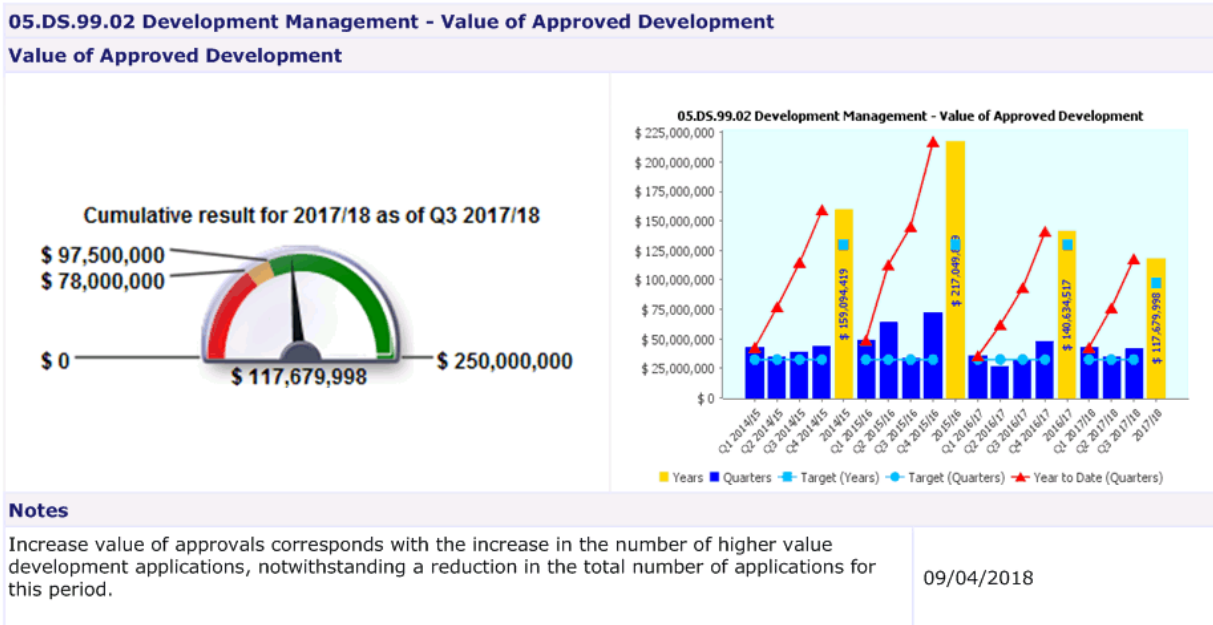 05.DS.99.02 Development Management - Value of Approved Development
Value of Approved Development
Cumulative result for 2017/18 as of Q3 2017/18
$ 97,500,000
$ 78,000,000
$ 0
$ 250,000,000
$ 117,679,998
05.DS.99.02 Development Management - Value of Approved Development
$ 225,000,000
$ 200,000,000
$ 175,000,000
$ 150,000,000
$ 125,000,000
$ 100,000,000
$ 75,000,000
$ 50,000,000
$ 25,000,000
$ 0
$ 159,094,419
$ 140,634,517
$ 117,679,998
Q1 2014/15
Q2 2014/15
Q3 2014/15
Q4 2014/15
2014/15
Q1 2015/16
Q2 2015/16
Q3 2015/16
Q4 2015/16
2015/16
Q1 2016/17
Q2 2016/17
Q3 2016/17
Q4 2016/17
2016/17
Q1 2017/18
Q2 2017/18
Q3 2017/18
2017/18
Years Quarters Target (Years) Target (Quarters) Year to Date (Quarters)
Notes
Increase value of approvals corresponds with the increase in the number of higher value
development applications, notwithstanding a reduction in the total number of applications for
this period.
09/04/2018